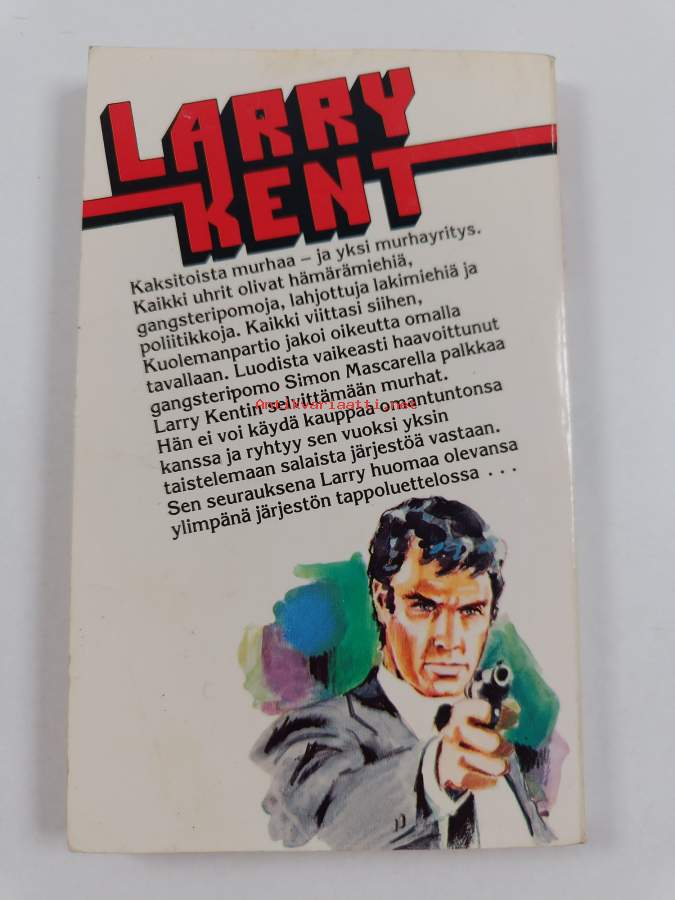 LARRY
KENT
Kaksitoista murhaa – ja yksi murhayritys.
Kaikki uhrit olivat hämärämiehiä,
gangsteripomoja, lahjottuja lakimiehiä ja
poliitikkoja. Kaikki viittasi siihen,
Kuolemanpartio jakoi oikeutta omalla
tavallaan. Luodista vaikeasti haavoittunut
gangsteripomo Simon Mascarella palkkaa
Larry Kentin selvittämään murhat.
Hän ei voi käydä kauppaa omantuntonsa
kanssa ja ryhtyy sen vuoksi yksin
taistelemaan salaista järjestöä vastaan.
Sen seurauksena Larry huomaa olevansa
ylimpänä järjestön tappoluettelossa . . .
Antikvariaatti.net